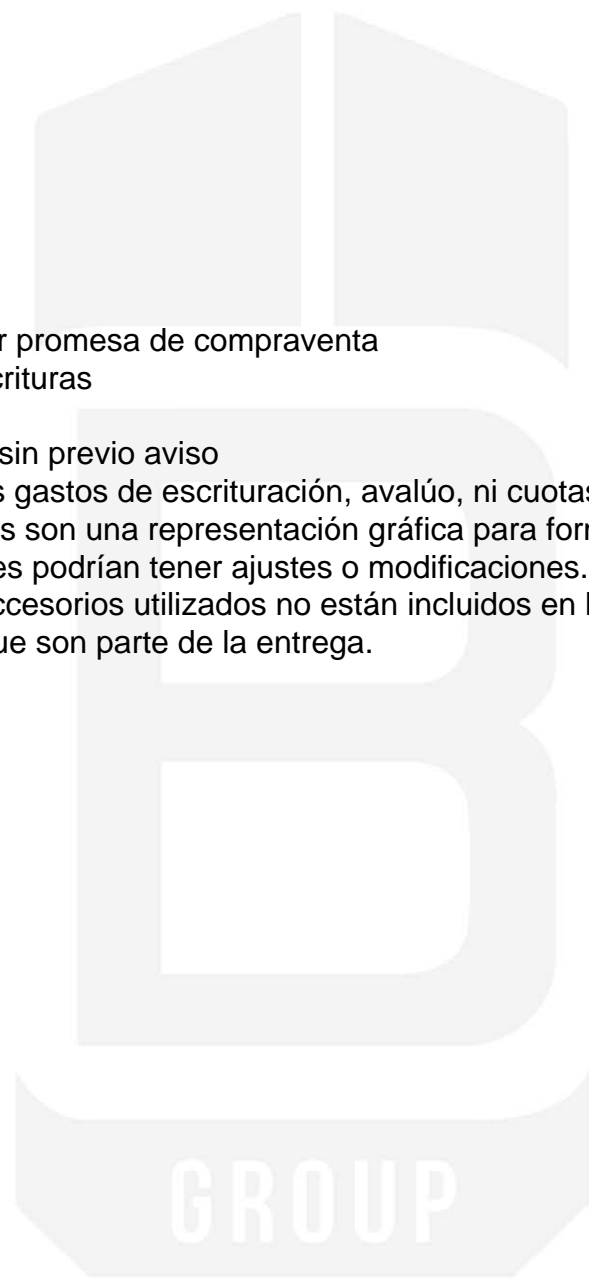 r promesa de compraventa
crituras
sin previo aviso
s gastos de escrituración, avalúo, ni cuotas
s son una representación gráfica para for
es podrían tener ajustes o modificaciones.
ccesorios utilizados no están incluidos en l
ue son parte de la entrega.
B
GROUP